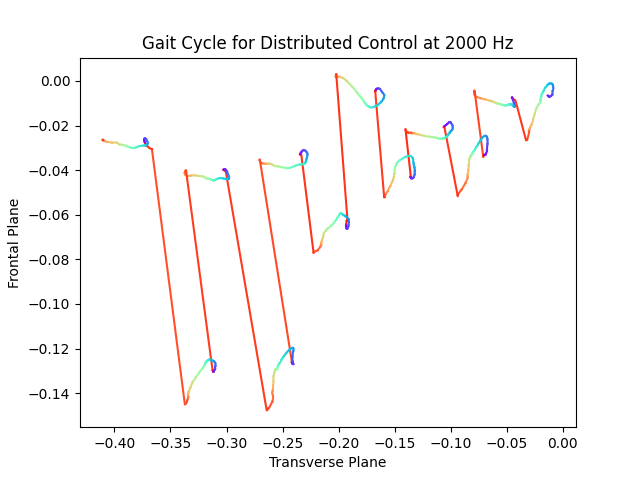 Gait Cycle for Distributed Control at 2000 Hz
0.00
−0.02
−0.04
−0.06
−0.08
−0.10
−0.12
−0.14
Frontal Plane
−0.40 −0.35 −0.30 −0.25 −0.20 −0.15 −0.10 −0.05 0.00
Transverse Plane